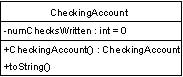 CheckingAccount
-numChecksWritten : int = 0
+CheckingAccount() : CheckingAccount
+toString()